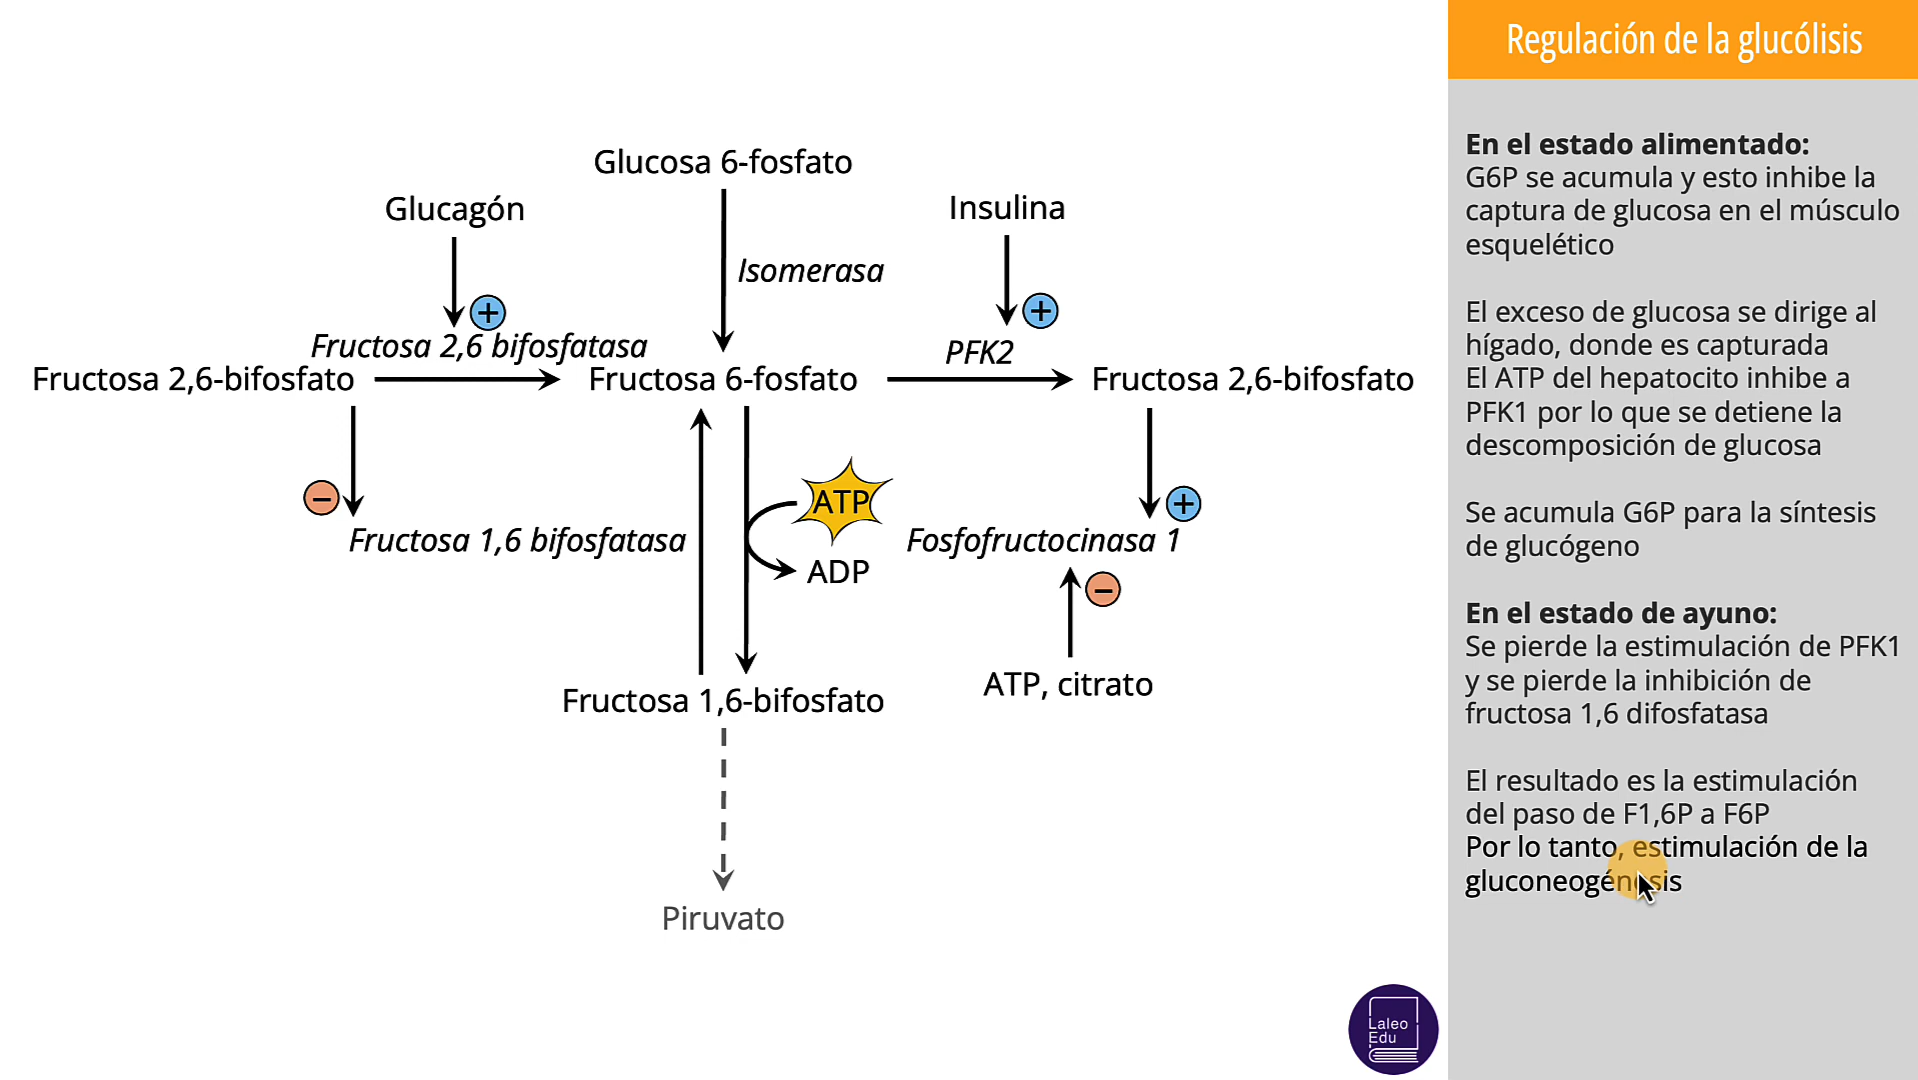 Regulación de la glucólisis
Glucosa 6-fosfato
Glucagón
Insulina
Isomerasa
Fructosa 2,6 bifosfatasa
PFK2
Fructosa 2,6-bifosfato
Fructosa 6-fosfato
Fructosa 2,6-bifosfato
ATP
Fructosa 1,6 bifosfatasa
Fosfofructocinasa 1
ADP
ATP, citrato
Fructosa 1,6-bifosfato
Piruvato
En el estado alimentado:
G6P se acumula y esto inhibe la
captura de glucosa en el músculo
esquelético
El exceso de glucosa se dirige al
hígado, donde es capturada
El ATP del hepatocito inhibe a
PFK1 por lo que se detiene la
descomposición de glucosa
Se acumula G6P para la síntesis
de glucógeno
En el estado de ayuno:
Se pierde la estimulación de PFK1
y se pierde la inhibición de
fructosa 1,6 difosfatasa
El resultado es la estimulación
del paso de F1,6P a F6P
Por lo tanto, estimulación de la
gluconeogénesis
Laleo
Edu